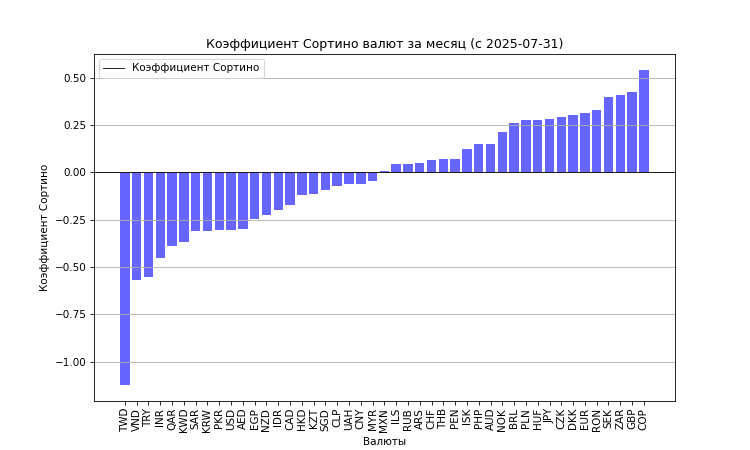 Коэффициент Сортино валют за месяц (с 2025-07-31)
Коэффициент Сортино
Коэффициент Сортино
0.50
0.25
0.00
−0.25
−0.50
−0.75
−1.00
TWD VND TRY INR QAR KWD SAR KRW PKR USD AED EGP NZD IDR CAD HKD KZT SGD CLP UAH CNY MYR MXN ILS RUB ARS CHF THB PEN ISK PHP AUD NOK BRL PLN HUF JPY CZK DKK EUR RON SEK ZAR GBP COP
Валюты